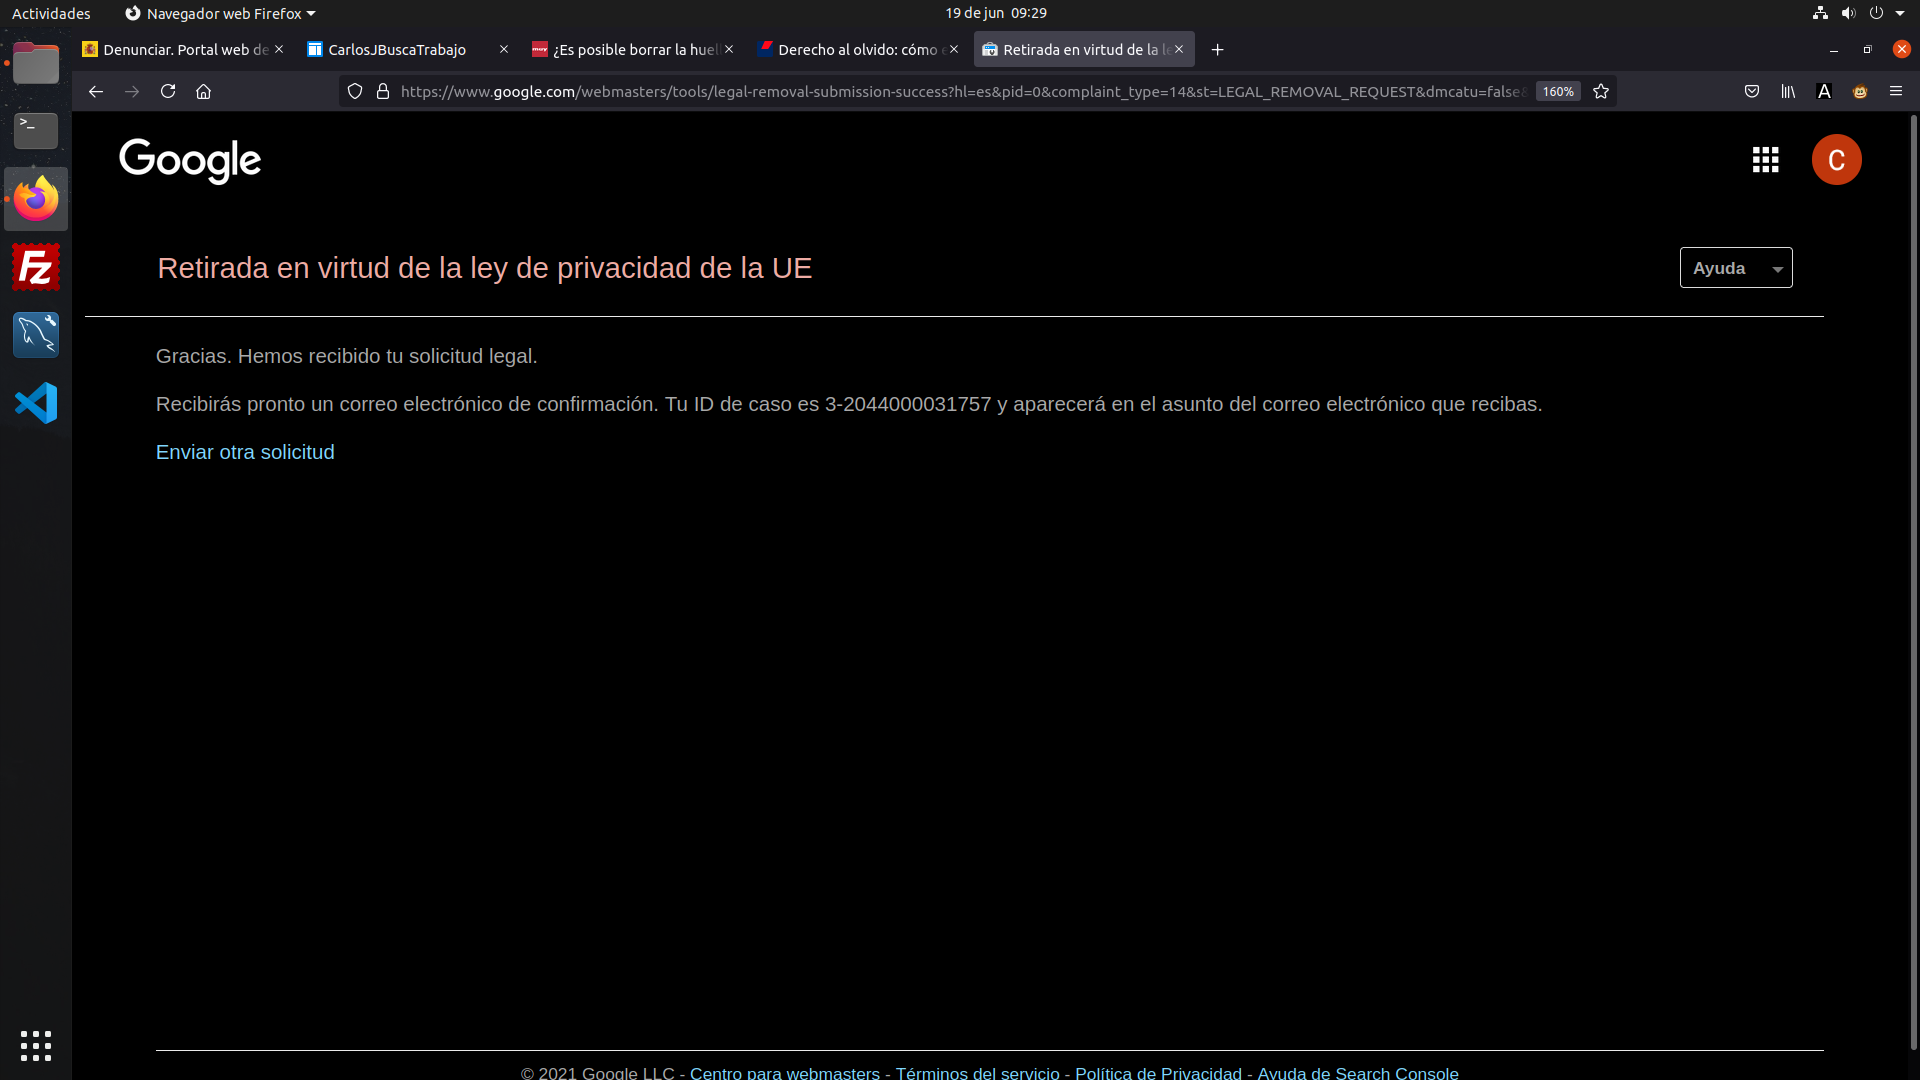 Actividades Navegador web Firefox 19 de jun 09:29
Denunciar. Portal web de CarlosJBuscaTrabajo ¿Es posible borrar la huel Derecho al olvido: cómo Retirada en virtud de la le
https://www.google.com/webmasters/tools/legal-removal-submission-success?hl=es&pid=0&complaint_type=14&st=LEGAL_REMOVAL_REQUEST&dmcatu=false& 160%
Google
C
Retirada en virtud de la ley de privacidad de la UE
Ayuda
Gracias. Hemos recibido tu solicitud legal.
Recibirás pronto un correo electrónico de confirmación. Tu ID de caso es 3-2044000031757 y aparecerá en el asunto del correo electrónico que recibas.
Enviar otra solicitud
© 2021 Google LLC - Centro para webmasters - Términos del servicio - Política de Privacidad - Ayuda de Search Console